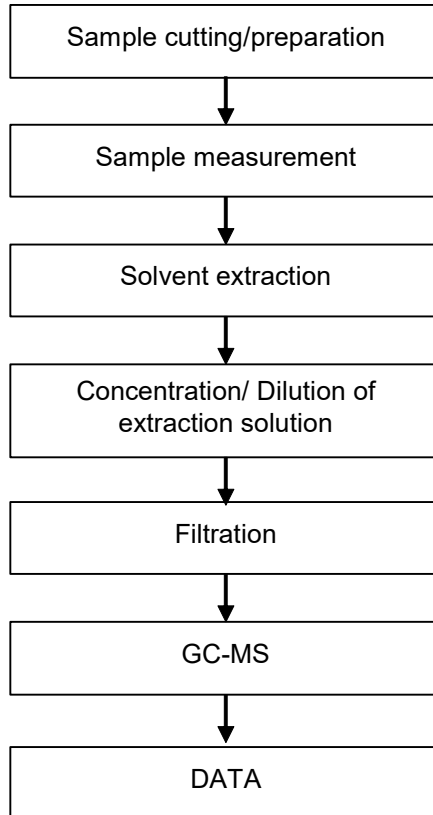 Sample cutting/preparation
Sample measurement
Solvent extraction
Concentration/ Dilution of
extraction solution
Filtration
GC-MS
DATA